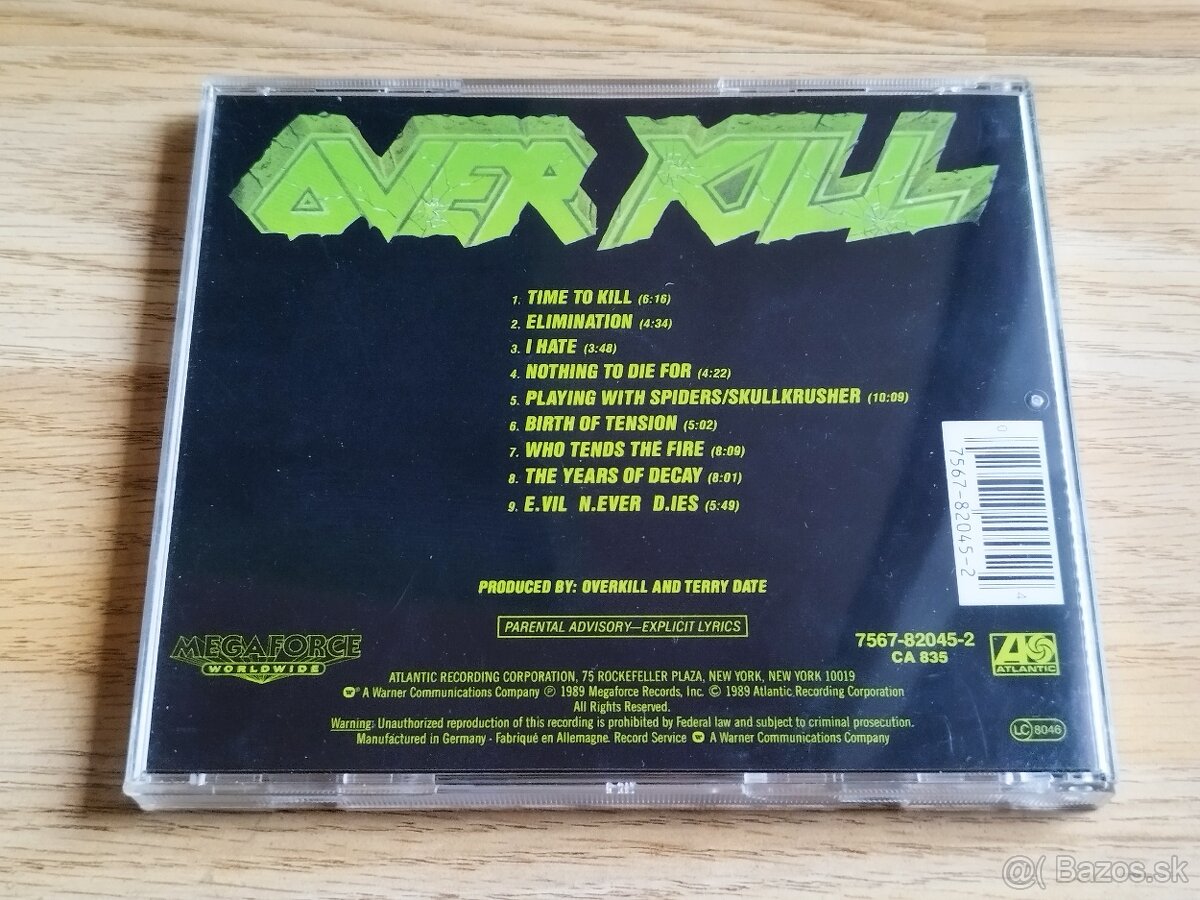 OVER KILL
1. TIME TO KILL (6:16)
2. ELIMINATION (4:34)
3. I HATE (3:48)
4. NOTHING TO DIE FOR (4:22)
5. PLAYING WITH SPIDERS/SKULLKRUSHER (10:09)
6. BIRTH OF TENSION (5:02)
7. WHO TENDS THE FIRE (8:09)
8. THE YEARS OF DECAY (8:01)
9. E.VIL N.EVER D.IES (5:49)
0 7567-82045-2 4
PRODUCED BY: OVERKILL AND TERRY DATE
PARENTAL ADVISORY—EXPLICIT LYRICS
MEGAFORCE
WORLDWIDE
7567-82045-2
CA 835
ATLANTIC
ATLANTIC RECORDING CORPORATION, 75 ROCKEFELLER PLAZA, NEW YORK, NEW YORK 10019
® A Warner Communications Company ℗ 1989 Megaforce Records, Inc. © 1989 Atlantic Recording Corporation
All Rights Reserved.
Warning: Unauthorized reproduction of this recording is prohibited by Federal law and subject to criminal prosecution.
Manufactured in Germany - Fabriqué en Allemagne. Record Service A Warner Communications Company
LC 8046
@( Bazos.sk